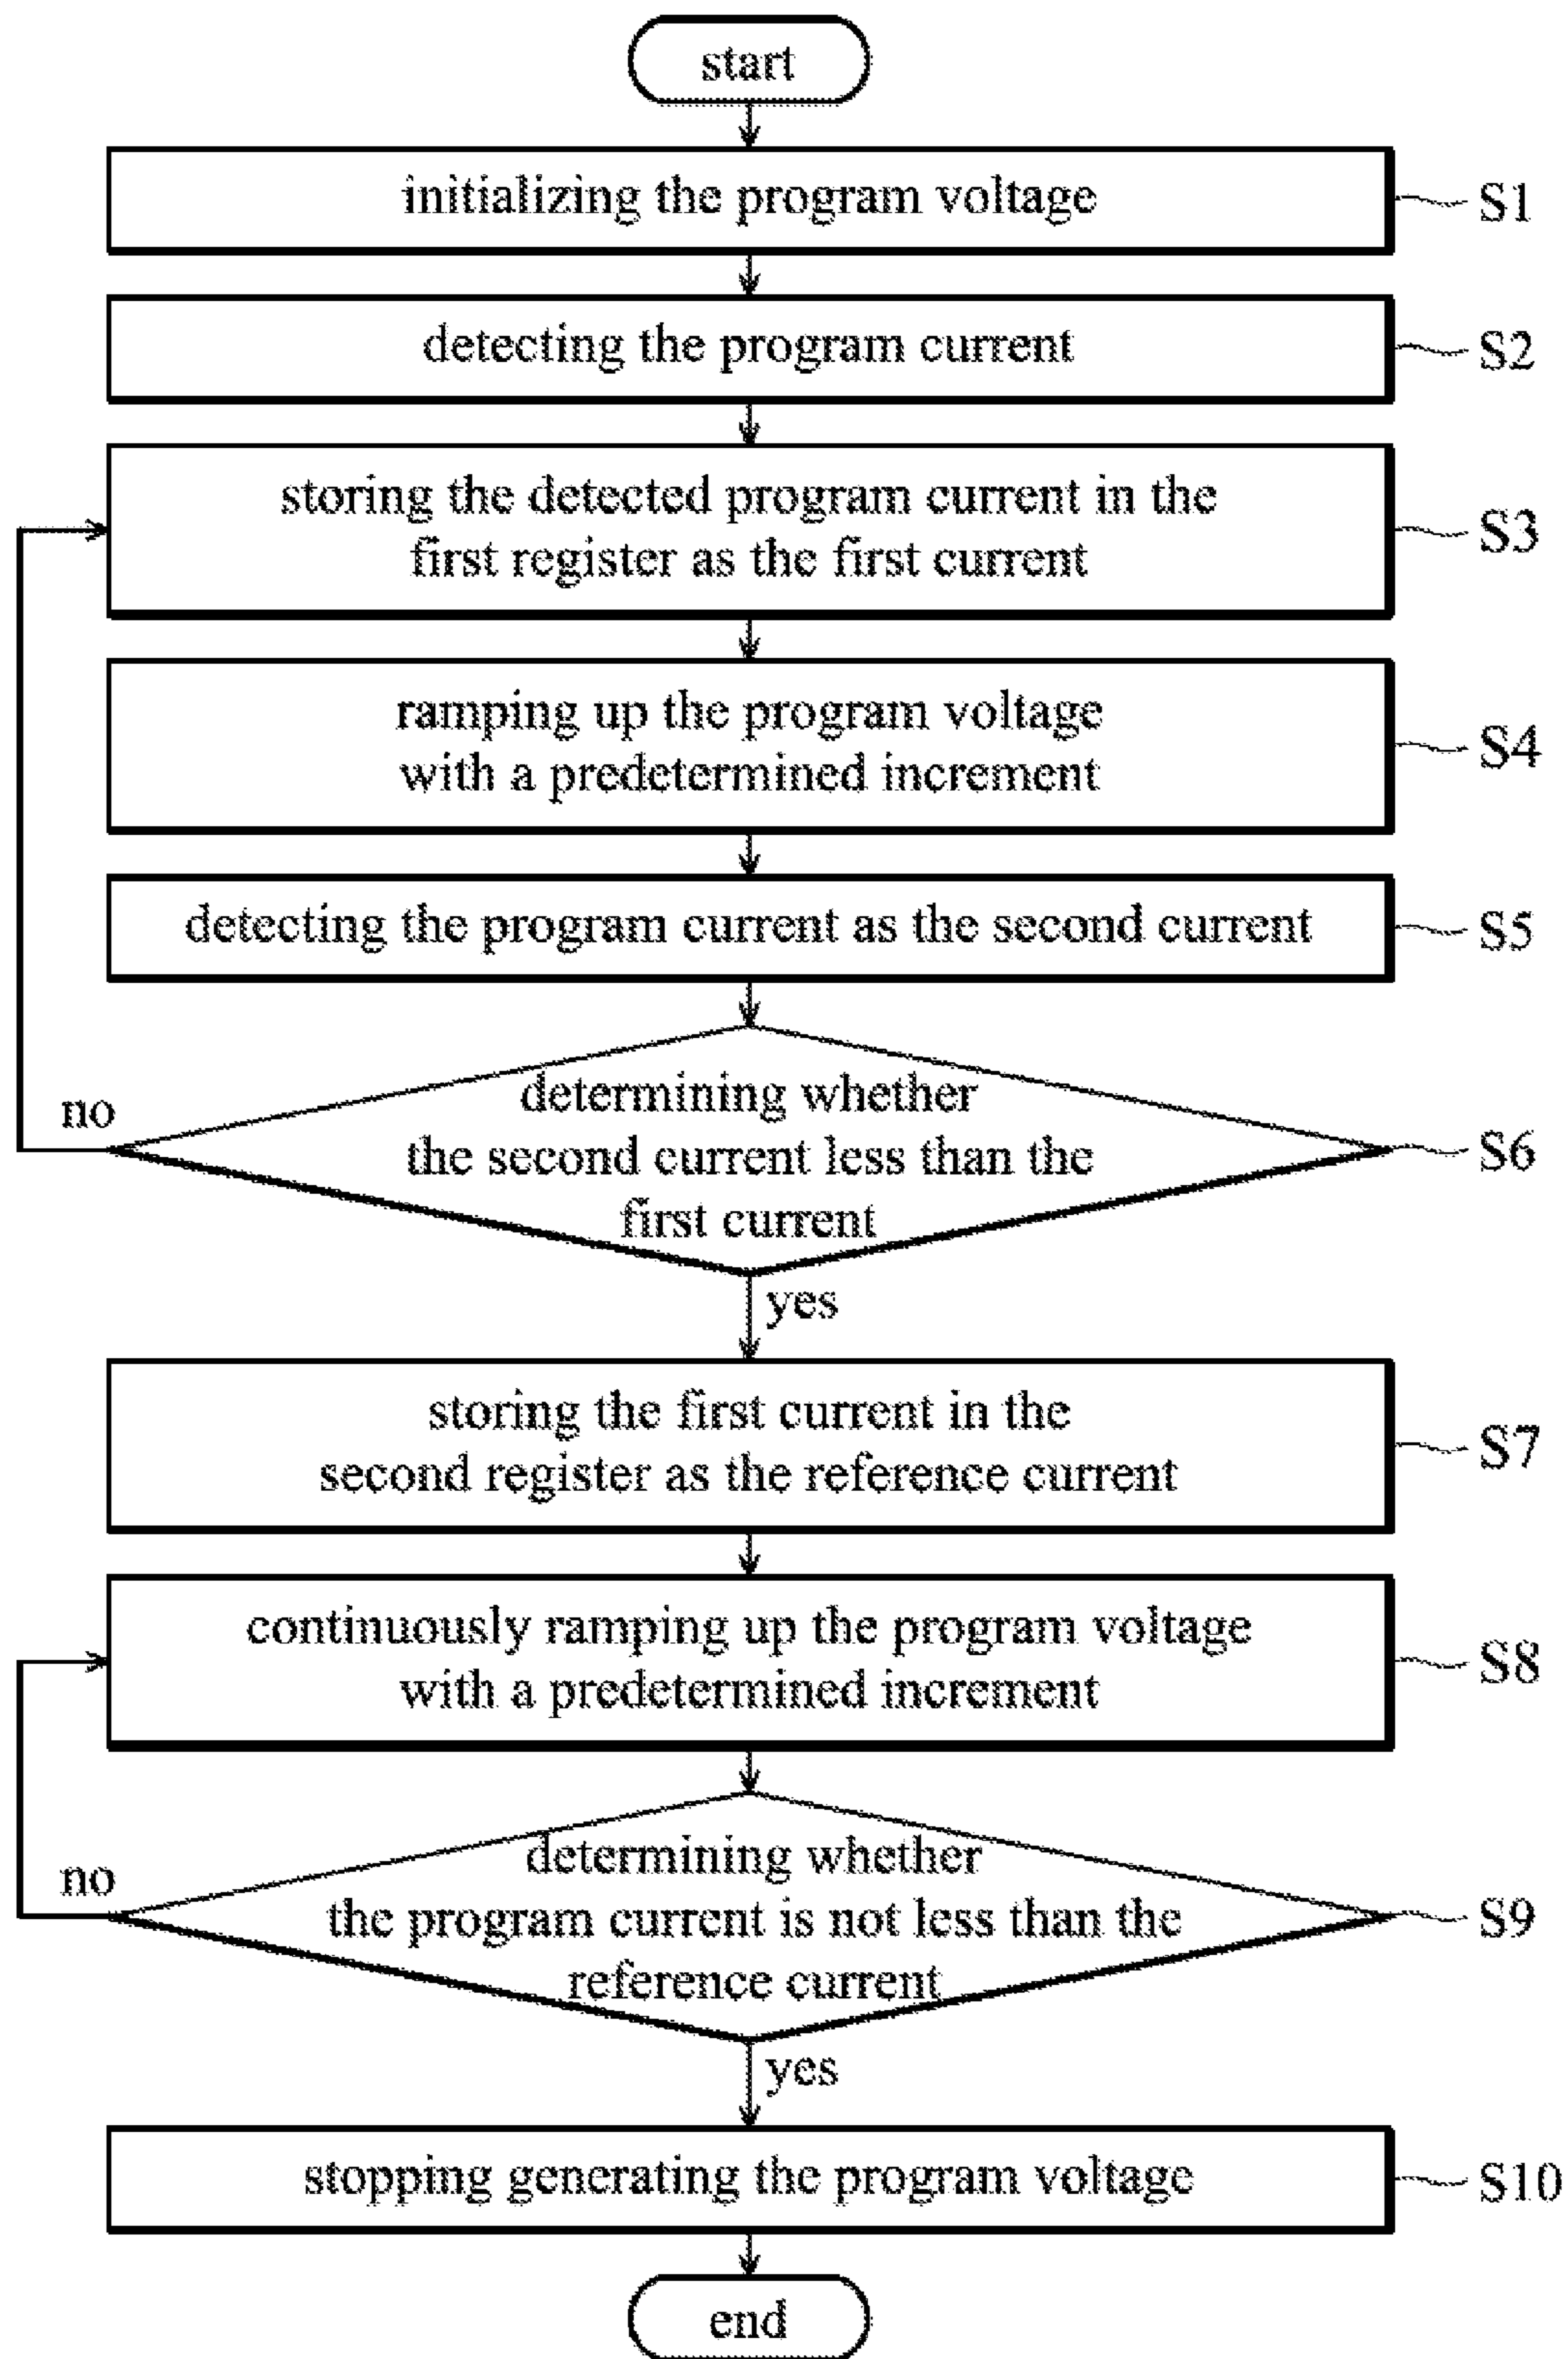 start
initializing the program voltage
S1
detecting the program current
S2
storing the detected program current in the
first register as the first current
S3
ramping up the program voltage
with a predetermined increment
S4
detecting the program current as the second current
S5
determining whether
the second current less than the
first current
S6
no
yes
storing the first current in the
second register as the reference current
S7
continuously ramping up the program voltage
with a predetermined increment
S8
determining whether
the program current is not less than the
reference current
S9
no
yes
stopping generating the program voltage
S10
end